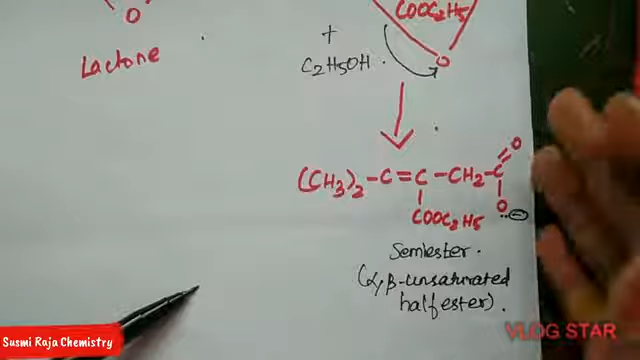 COOC2H5
O
O
+
Lactone
C2H5OH.
(CH3)2-C=C-CH2-C
O
O
COOC2H5
Semiester.
(α,β-unsaturated
half ester).
Susmi Raja Chemistry
VLOG STAR